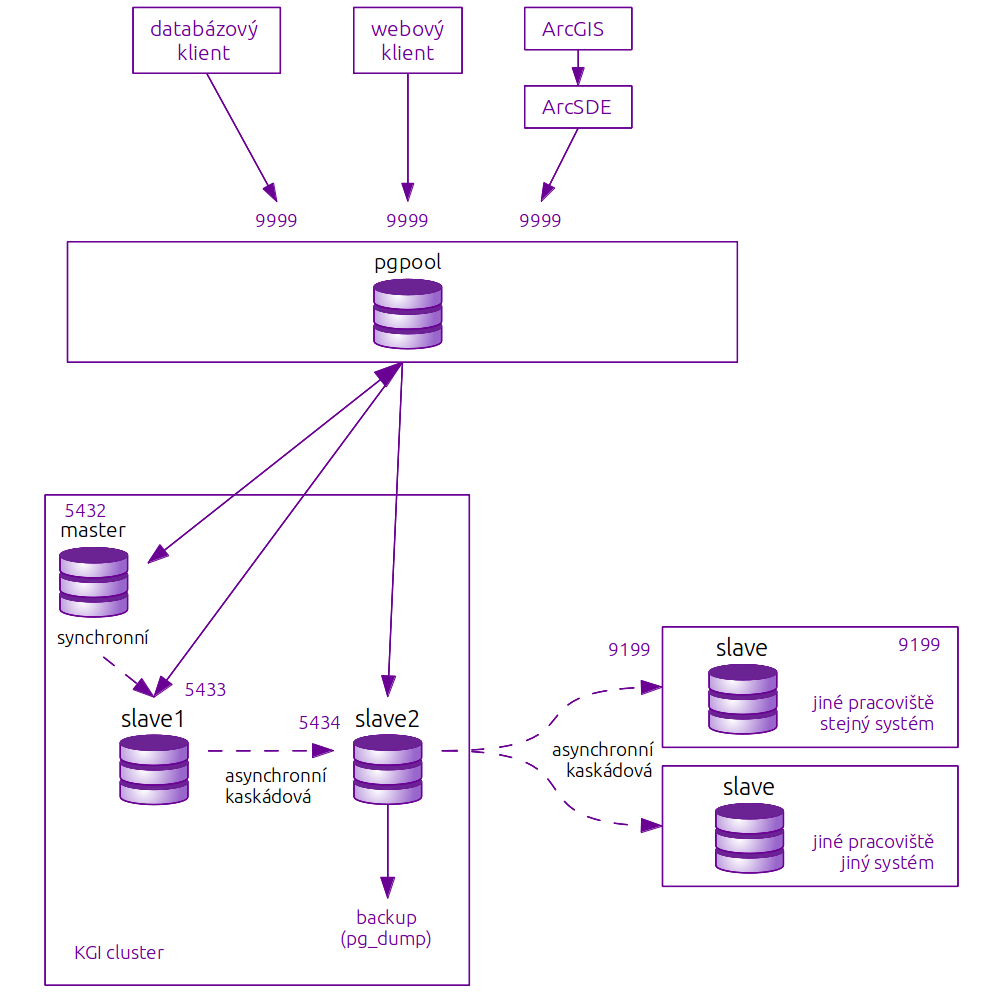 databázový
klient
webový
klient
ArcGIS
ArcSDE
9999
9999
9999
pgpool
5432
master
synchronní
5433
slave1
5434
slave2
asynchronní
kaskádová
backup
(pg_dump)
KGI cluster
asynchronní
kaskádová
9199
slave
9199
jiné pracoviště
stejný systém
slave
jiné pracoviště
jiný systém